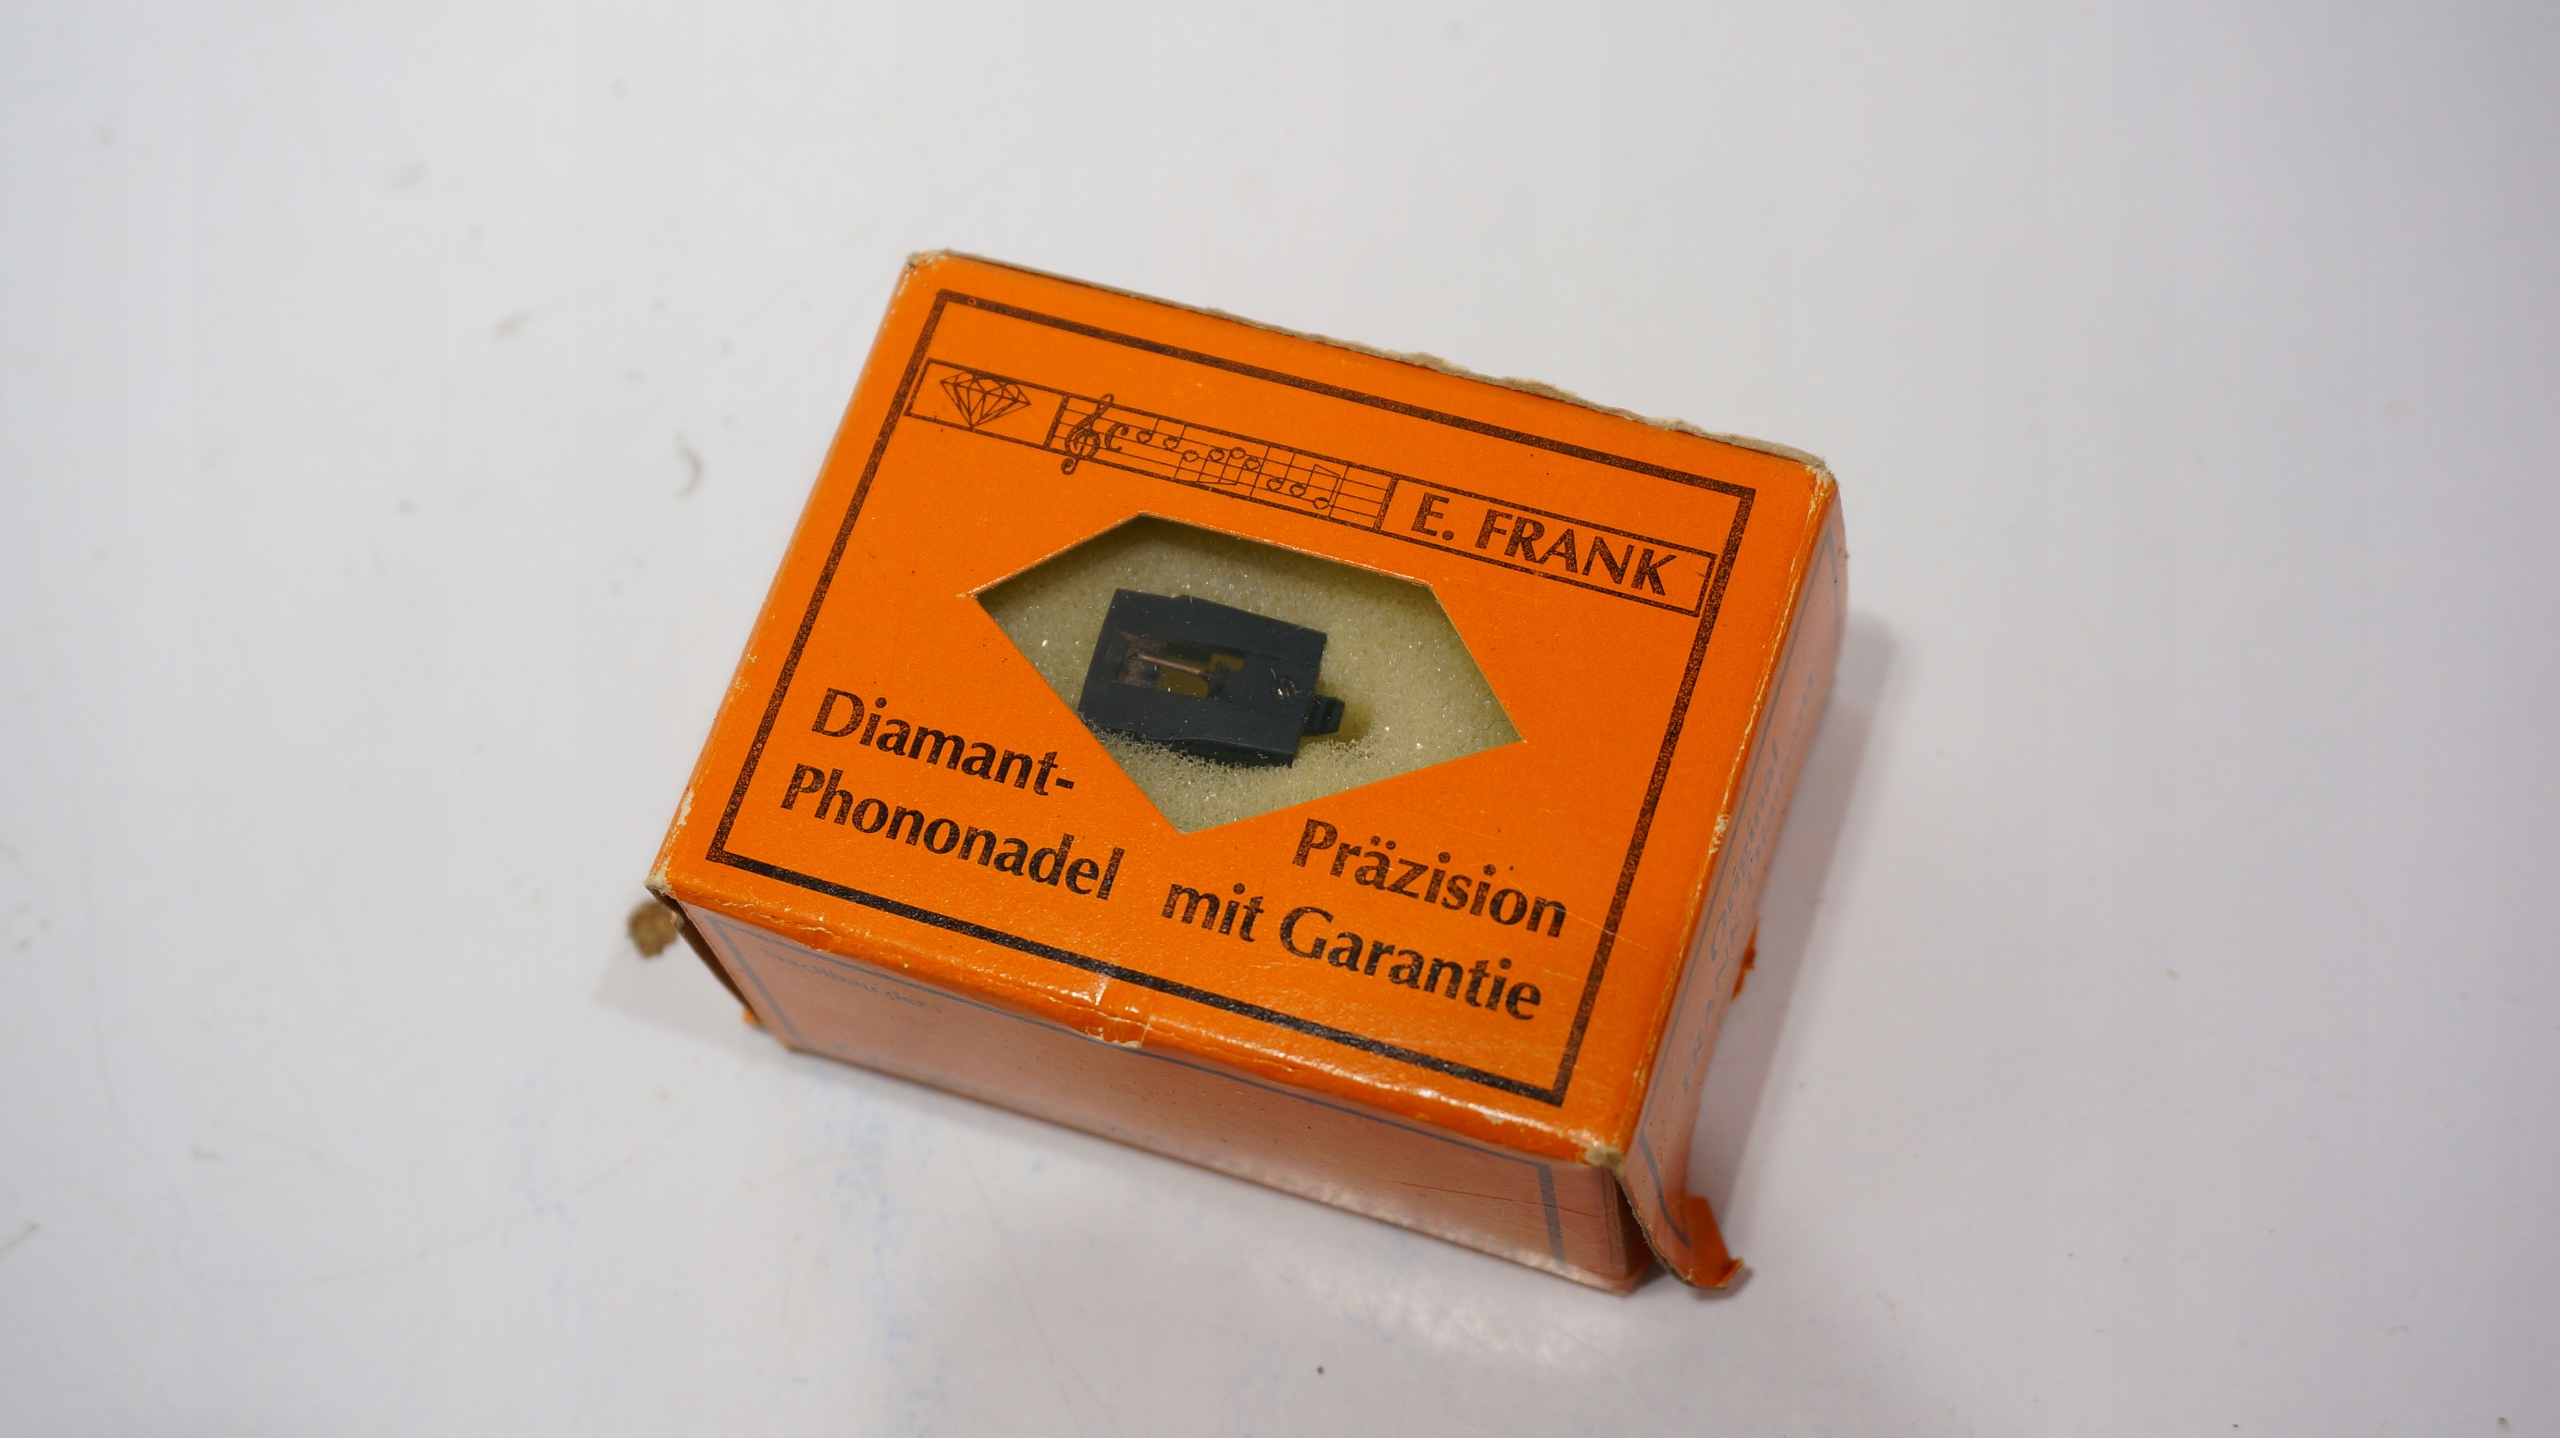 E. FRANK
Diamant-
Phononadel
Präzision
mit Garantie